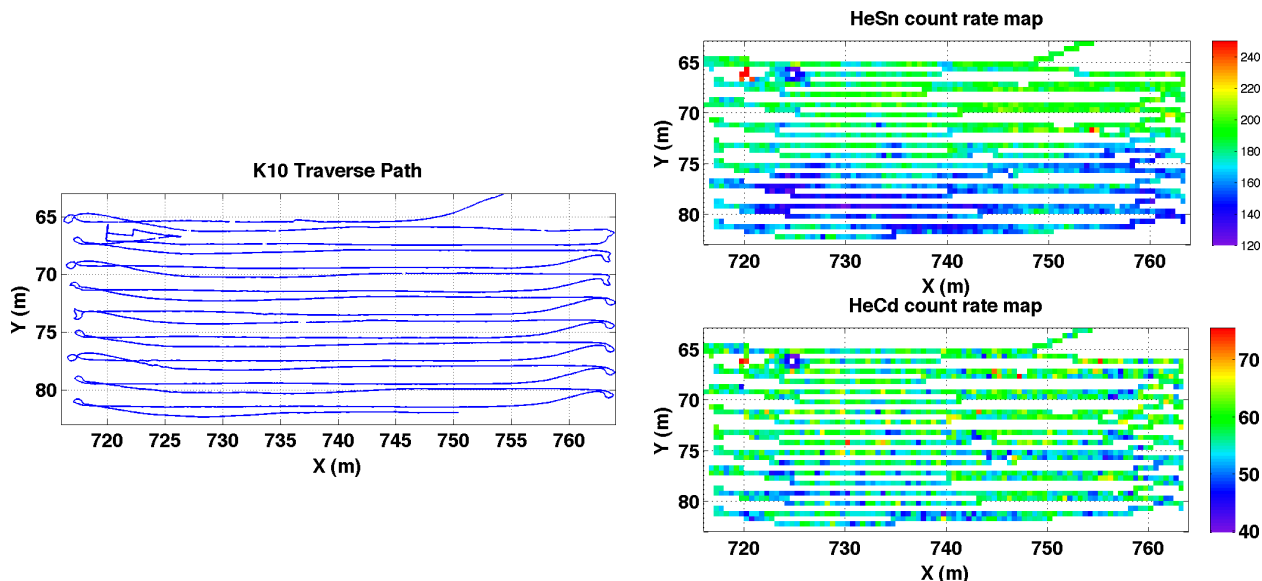 K10 Traverse Path
65
70
75
80
Y (m)
720 725 730 735 740 745 750 755 760
X (m)
HeSn count rate map
65
70
75
80
Y (m)
720 730 740 750 760
X (m)
240
220
200
180
160
140
120
HeCd count rate map
65
70
75
80
Y (m)
720 730 740 750 760
X (m)
70
60
50
40